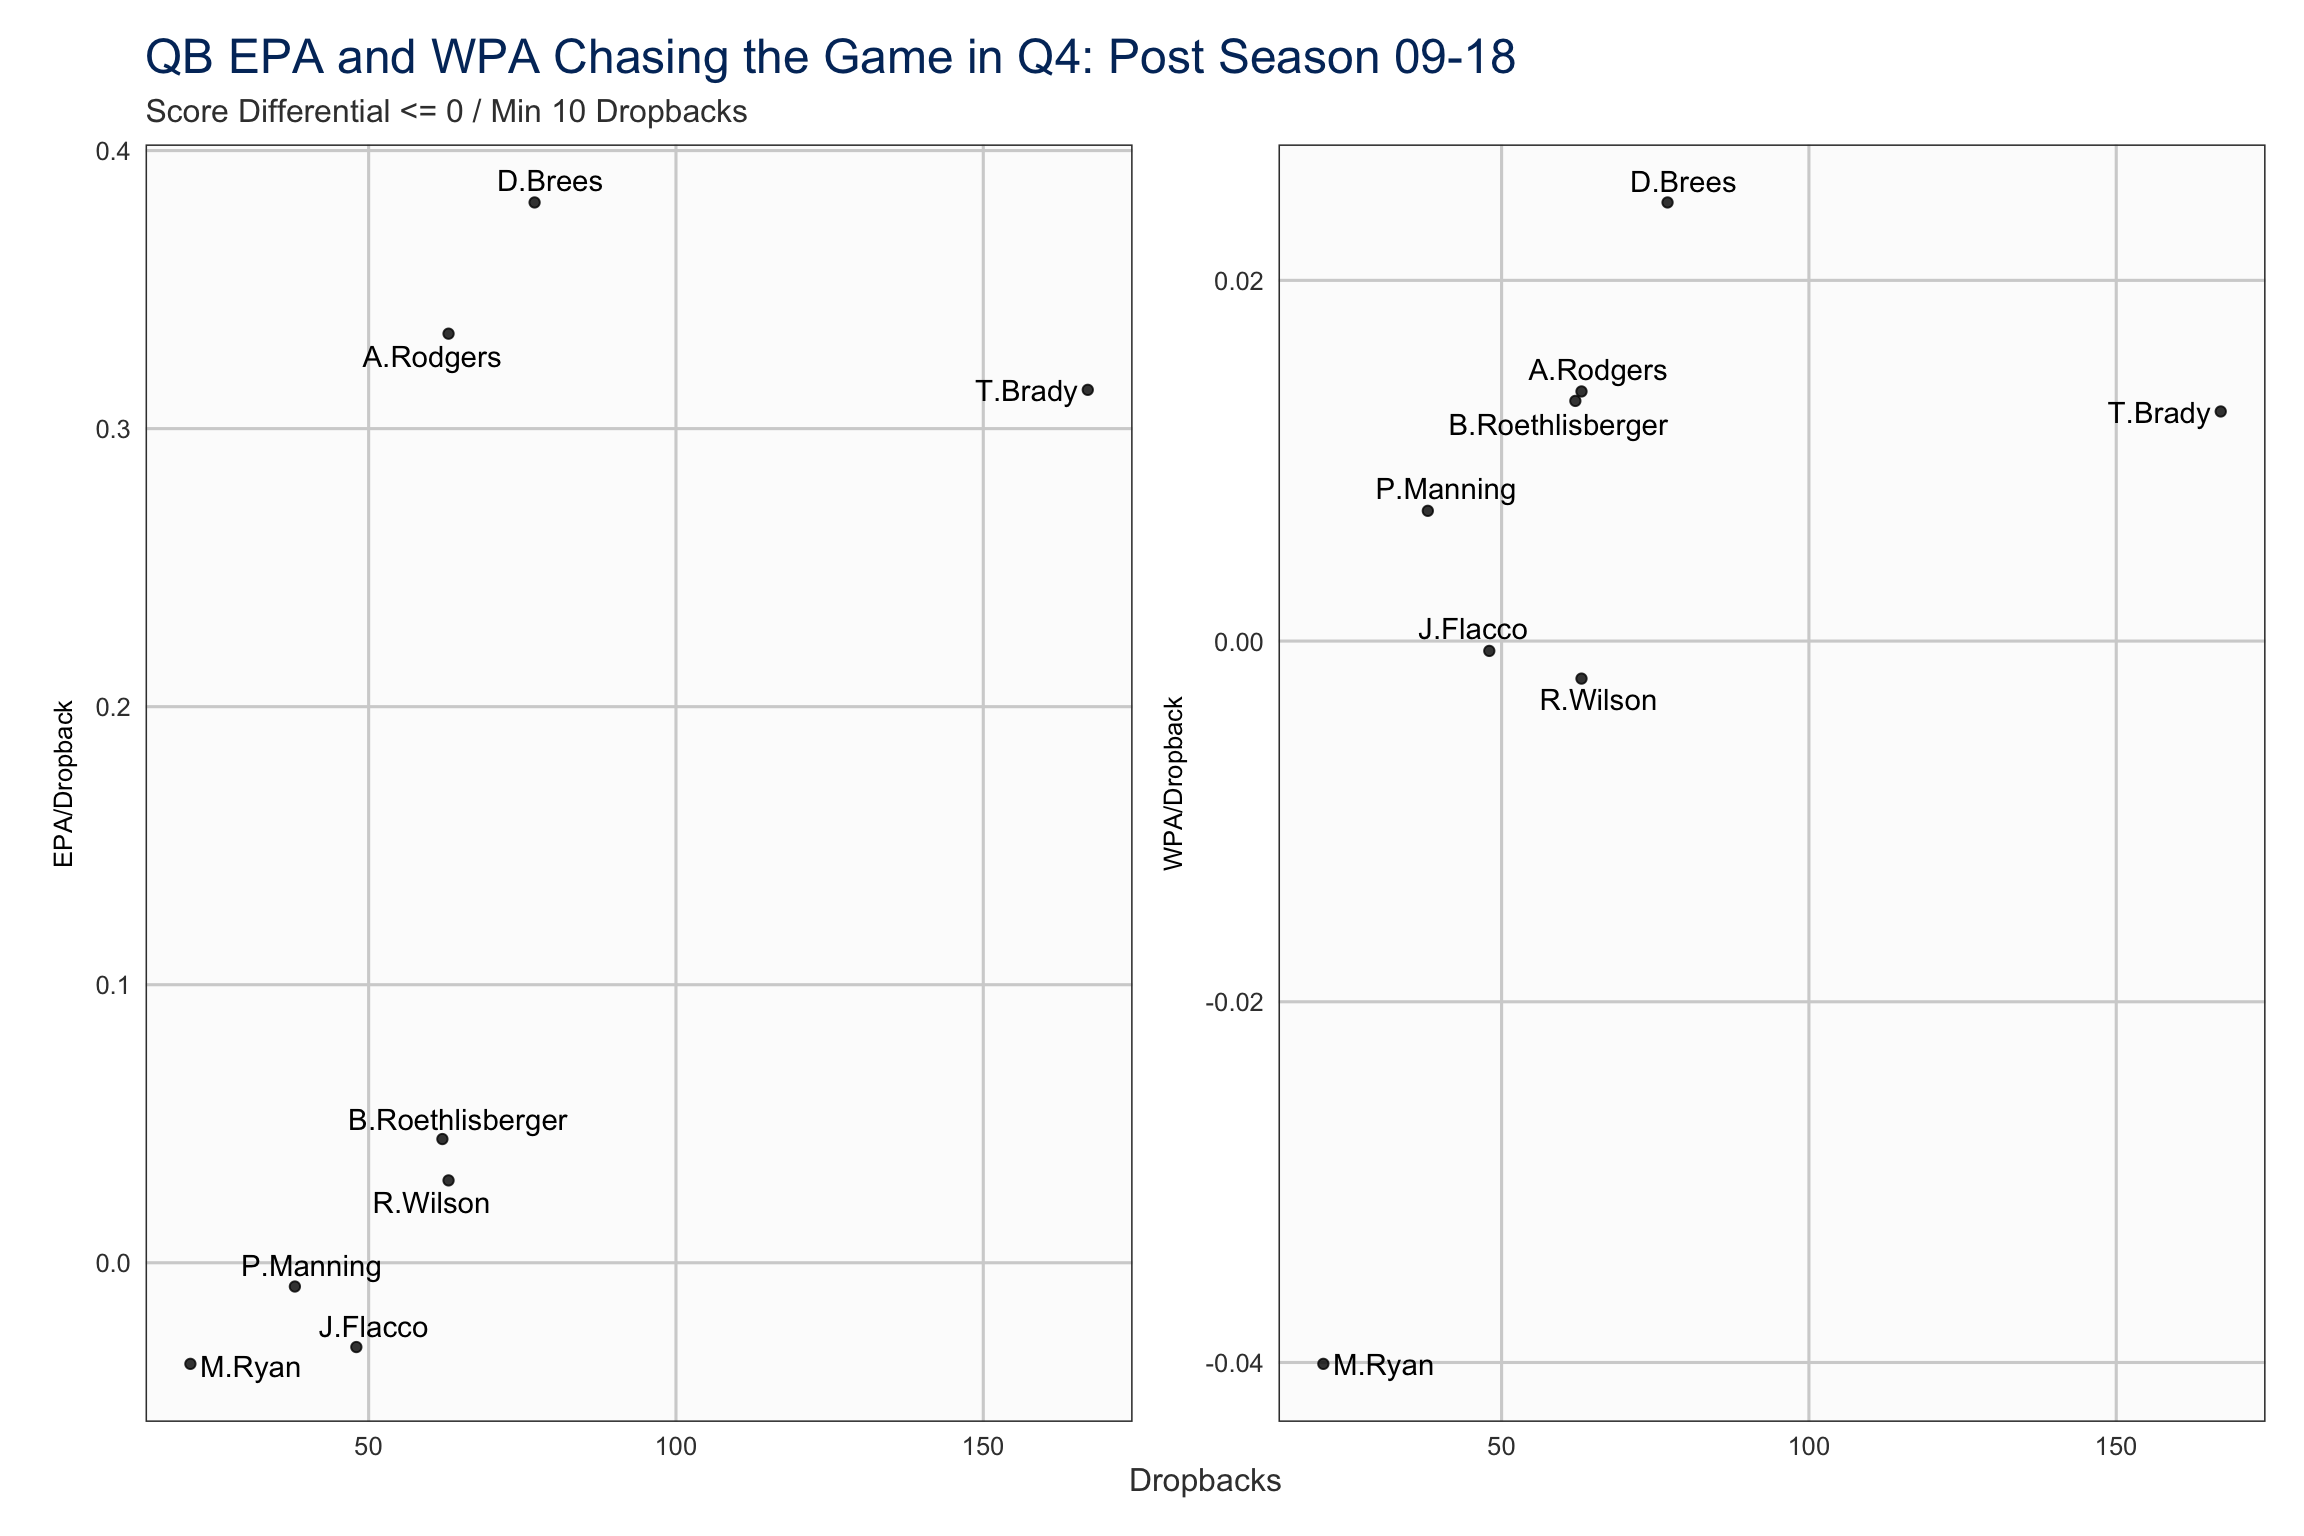 QB EPA and WPA Chasing the Game in Q4: Post Season 09-18
Score Differential <= 0 / Min 10 Dropbacks
EPA/Dropback
0.4
0.3
0.2
0.1
0.0
D.Brees
A.Rodgers
T.Brady
B.Roethlisberger
R.Wilson
P.Manning
J.Flacco
M.Ryan
50
100
150
WPA/Dropback
0.02
0.00
-0.02
-0.04
D.Brees
A.Rodgers
B.Roethlisberger
T.Brady
P.Manning
J.Flacco
R.Wilson
M.Ryan
50
100
150
Dropbacks